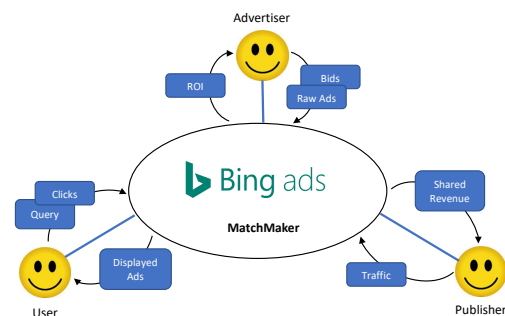 Advertiser
ROI
Bids
Raw Ads
Bing ads
MatchMaker
Clicks
Query
Displayed
Ads
User
Shared
Revenue
Traffic
Publisher